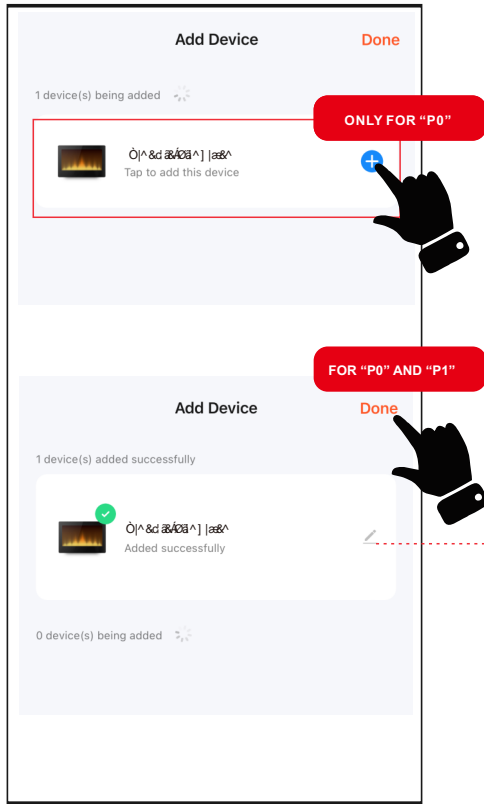 Add Device
Done
1 device(s) being added
ONLY FOR “P0”
Tap to add this device
FOR “P0” AND “P1”
Add Device
Done
1 device(s) added successfully
Added successfully
0 device(s) being added